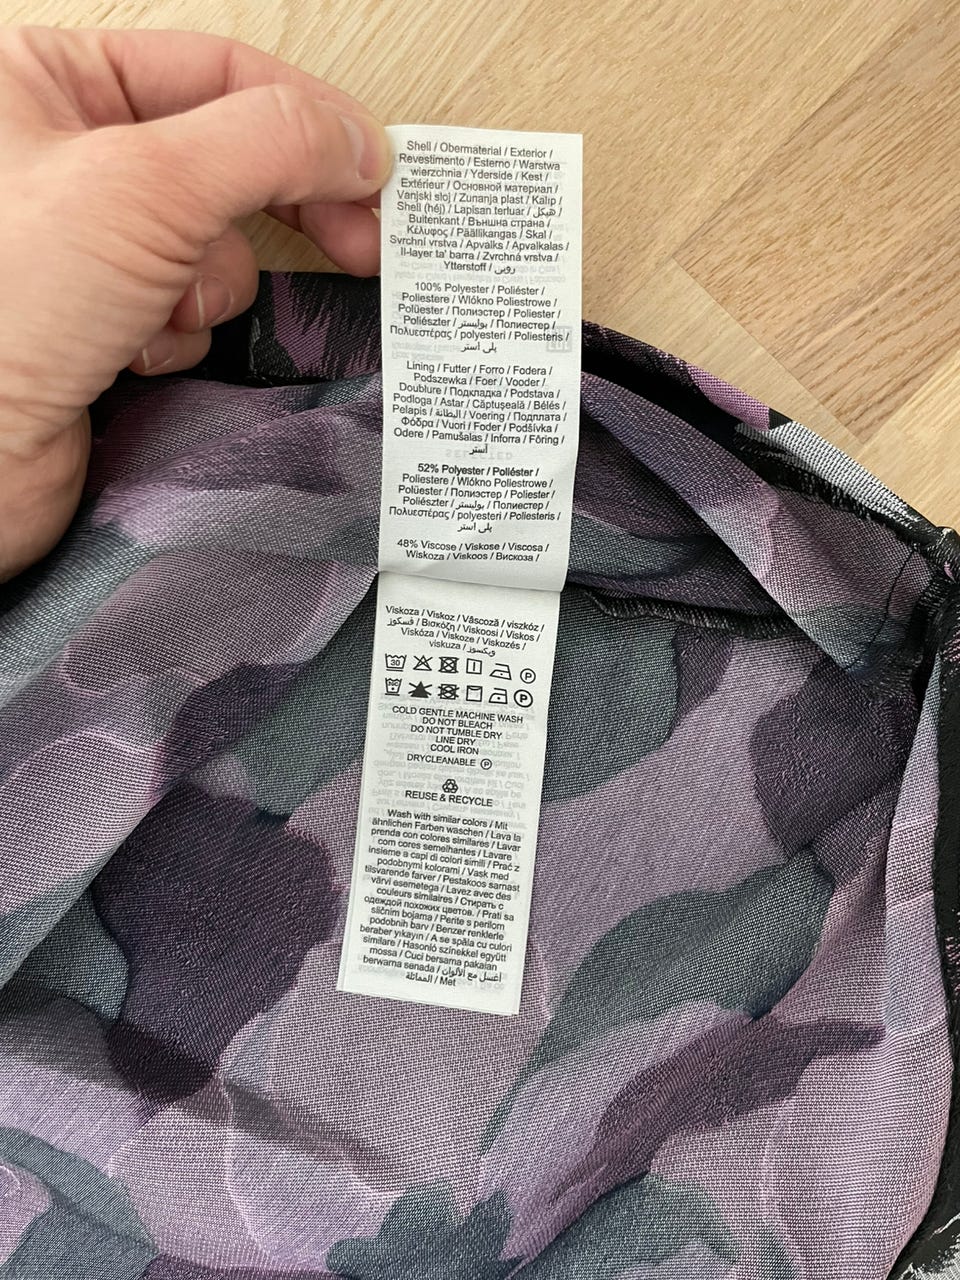 Shell / Obermaterial / Exterior /
Revestimento / Esterno / Warstwa
wierzchnia / Yderside / Kest /
Extérieur / Основной материал /
Vanjski sloj / Zunanja plast / Kalıp /
Shell (héj) / Lapisan terluar / هيكل /
Buitenkant / Външна страна /
Κέλυφος / Päällikangas / Skal /
Svrchní vrstva / Apvalks / Apvalkalas /
Il-layer ta' barra / Zvrchná vrstva /
Ytterstoff / رویی
100% Polyester / Poliéster /
Poliestere / Włókno Poliestrowe /
Polüester / Полиэстер / Poliester /
Poliészter / بوليستر / Полиестер /
Πολυεστέρας / polyesteri / Poliesteris /
پلی استر
Lining / Futter / Forro / Fodera /
Podszewka / Foer / Vooder /
Doublure / Подкладка / Podstava /
Podloga / Astar / Căptuşeală / Bélés /
Pelapis / البطانة / Voering / Подплата /
Φόδρα / Vuori / Foder / Podšívka /
Odere / Pamušalas / Inforra / Fôring /
آستر
52% Polyester / Poliéster /
Poliestere / Włókno Poliestrowe /
Polüester / Полиэстер / Poliester /
Poliészter / بوليستر / Полиестер /
Πολυεστέρας / polyesteri / Poliesteris /
پلی استر
48% Viscose / Viskose / Viscosa /
Wiskoza / Viskoos / Вискоза /
Viskoza / Viskoz / Vâscoză / viszkóz /
فسكوز / Βισκόζη / Viskoosi / Viskos /
Viskóza / Viskoze / Viskozės /
viskuza / ویسکوز
30
P
P
COLD GENTLE MACHINE WASH
DO NOT BLEACH
DO NOT TUMBLE DRY
LINE DRY
COOL IRON
DRYCLEANABLE P
REUSE & RECYCLE
Wash with similar colors / Mit
ähnlichen Farben waschen / Lava la
prenda con colores similares / Lavar
com cores semelhantes / Lavare
insieme a capi di colori simili / Prać z
podobnymi kolorami / Vask med
tilsvarende farver / Pestakoos sarnast
värvi esemetega / Lavez avec des
couleurs similaires / Стирать с
одеждой похожих цветов. / Prati sa
sličnim bojama / Perite s perilom
podobnih barv / Benzer renklerle
beraber yıkayın / A se spăla cu culori
similare / Hasonló színekkel együtt
mossa / Cuci bersama pakaian
berwarna senada / اغسل مع الألوان
المماثلة / Met